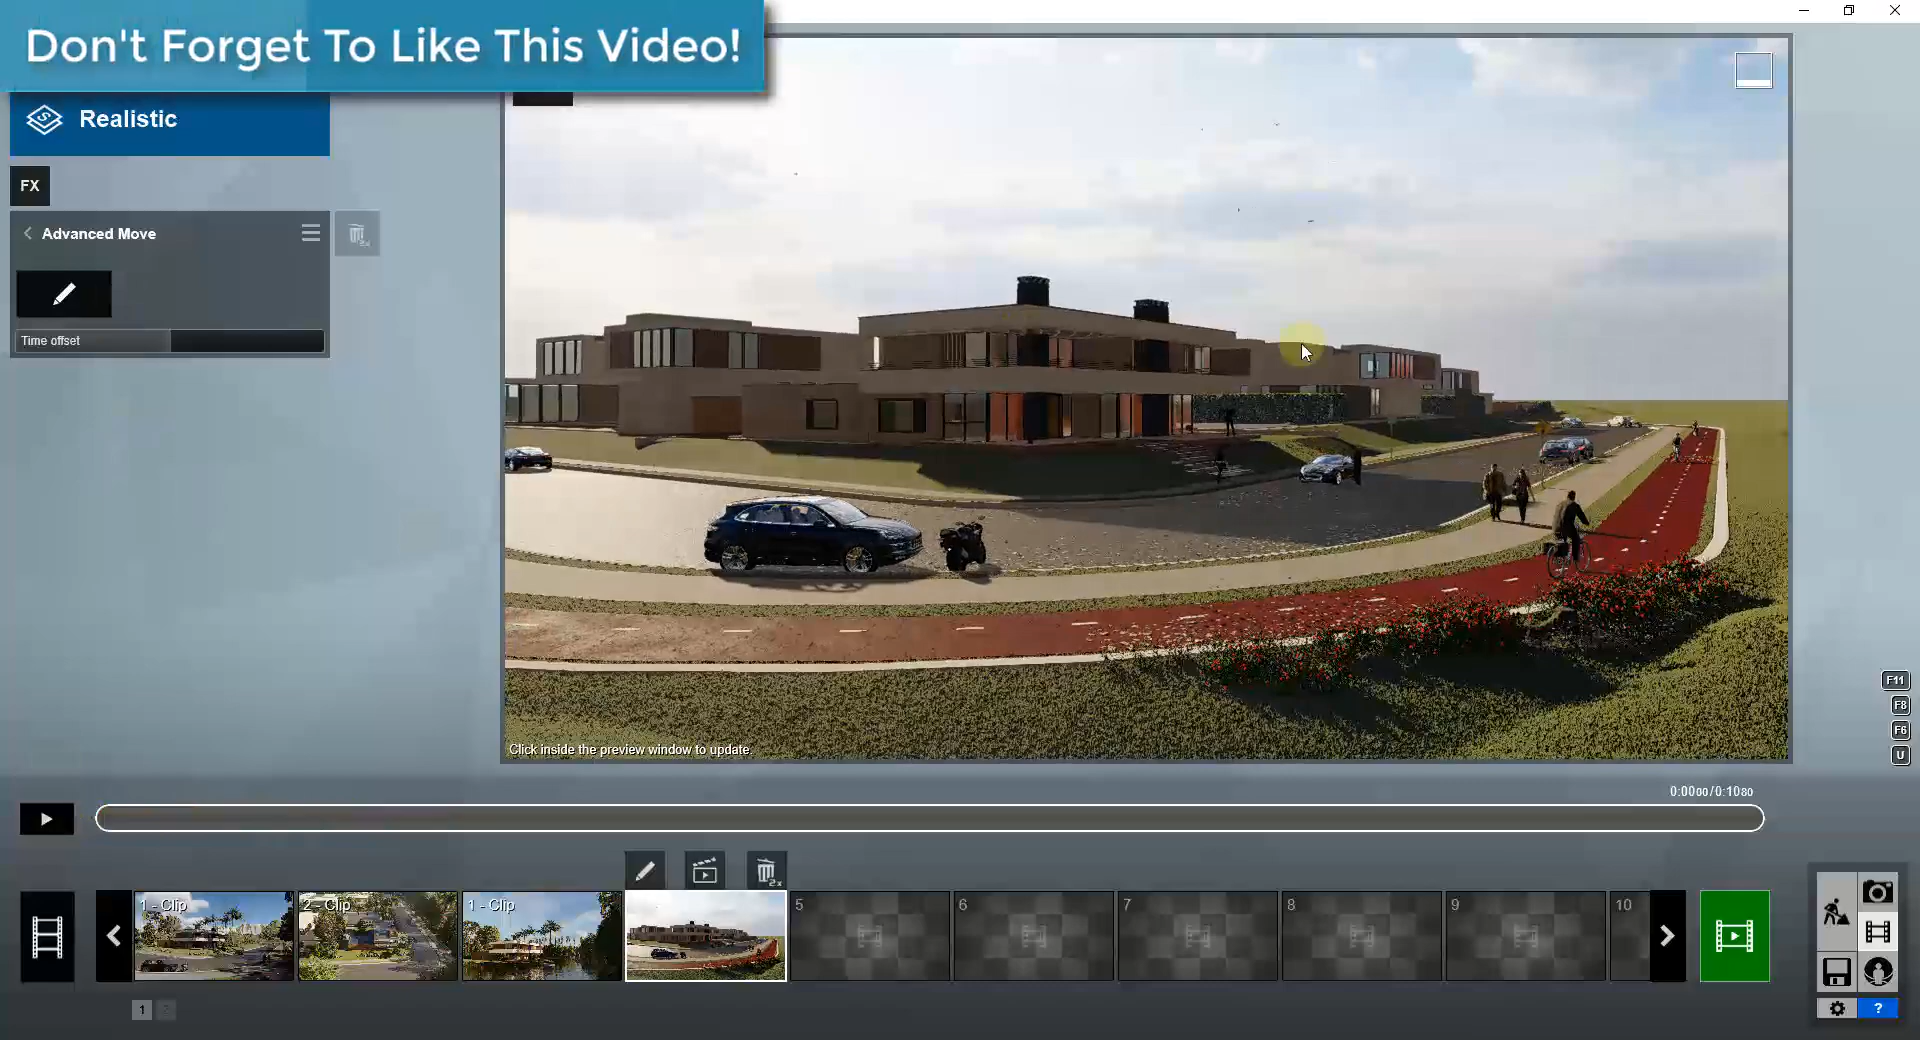 Don't Forget To Like This Video!
Realistic
FX
Advanced Move
Time offset
Click inside the preview window to update.
F11
F8
F6
U
0:0000/0:1080
1 - Clip
2 - Clip
1 - Clip
5
6
7
8
9
10
1
?